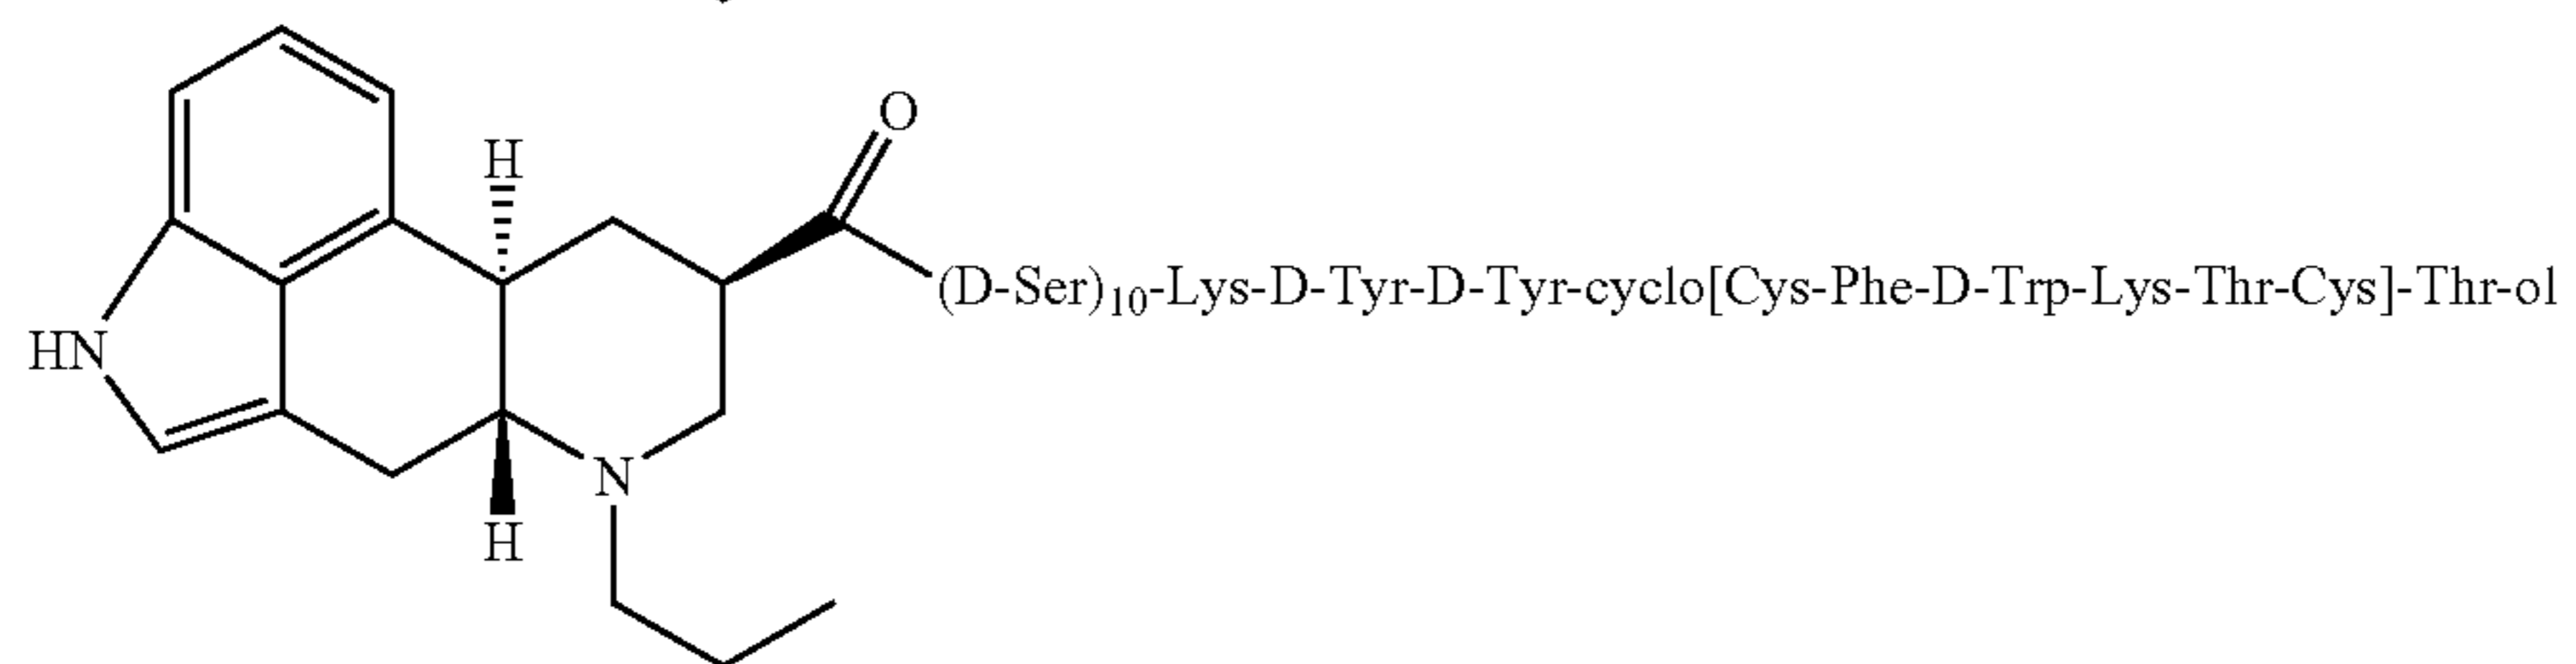 O
H
(D-Ser)10-Lys-D-Tyr-D-Tyr-cyclo[Cys-Phe-D-Trp-Lys-Thr-Cys]-Thr-ol
HN
N
H